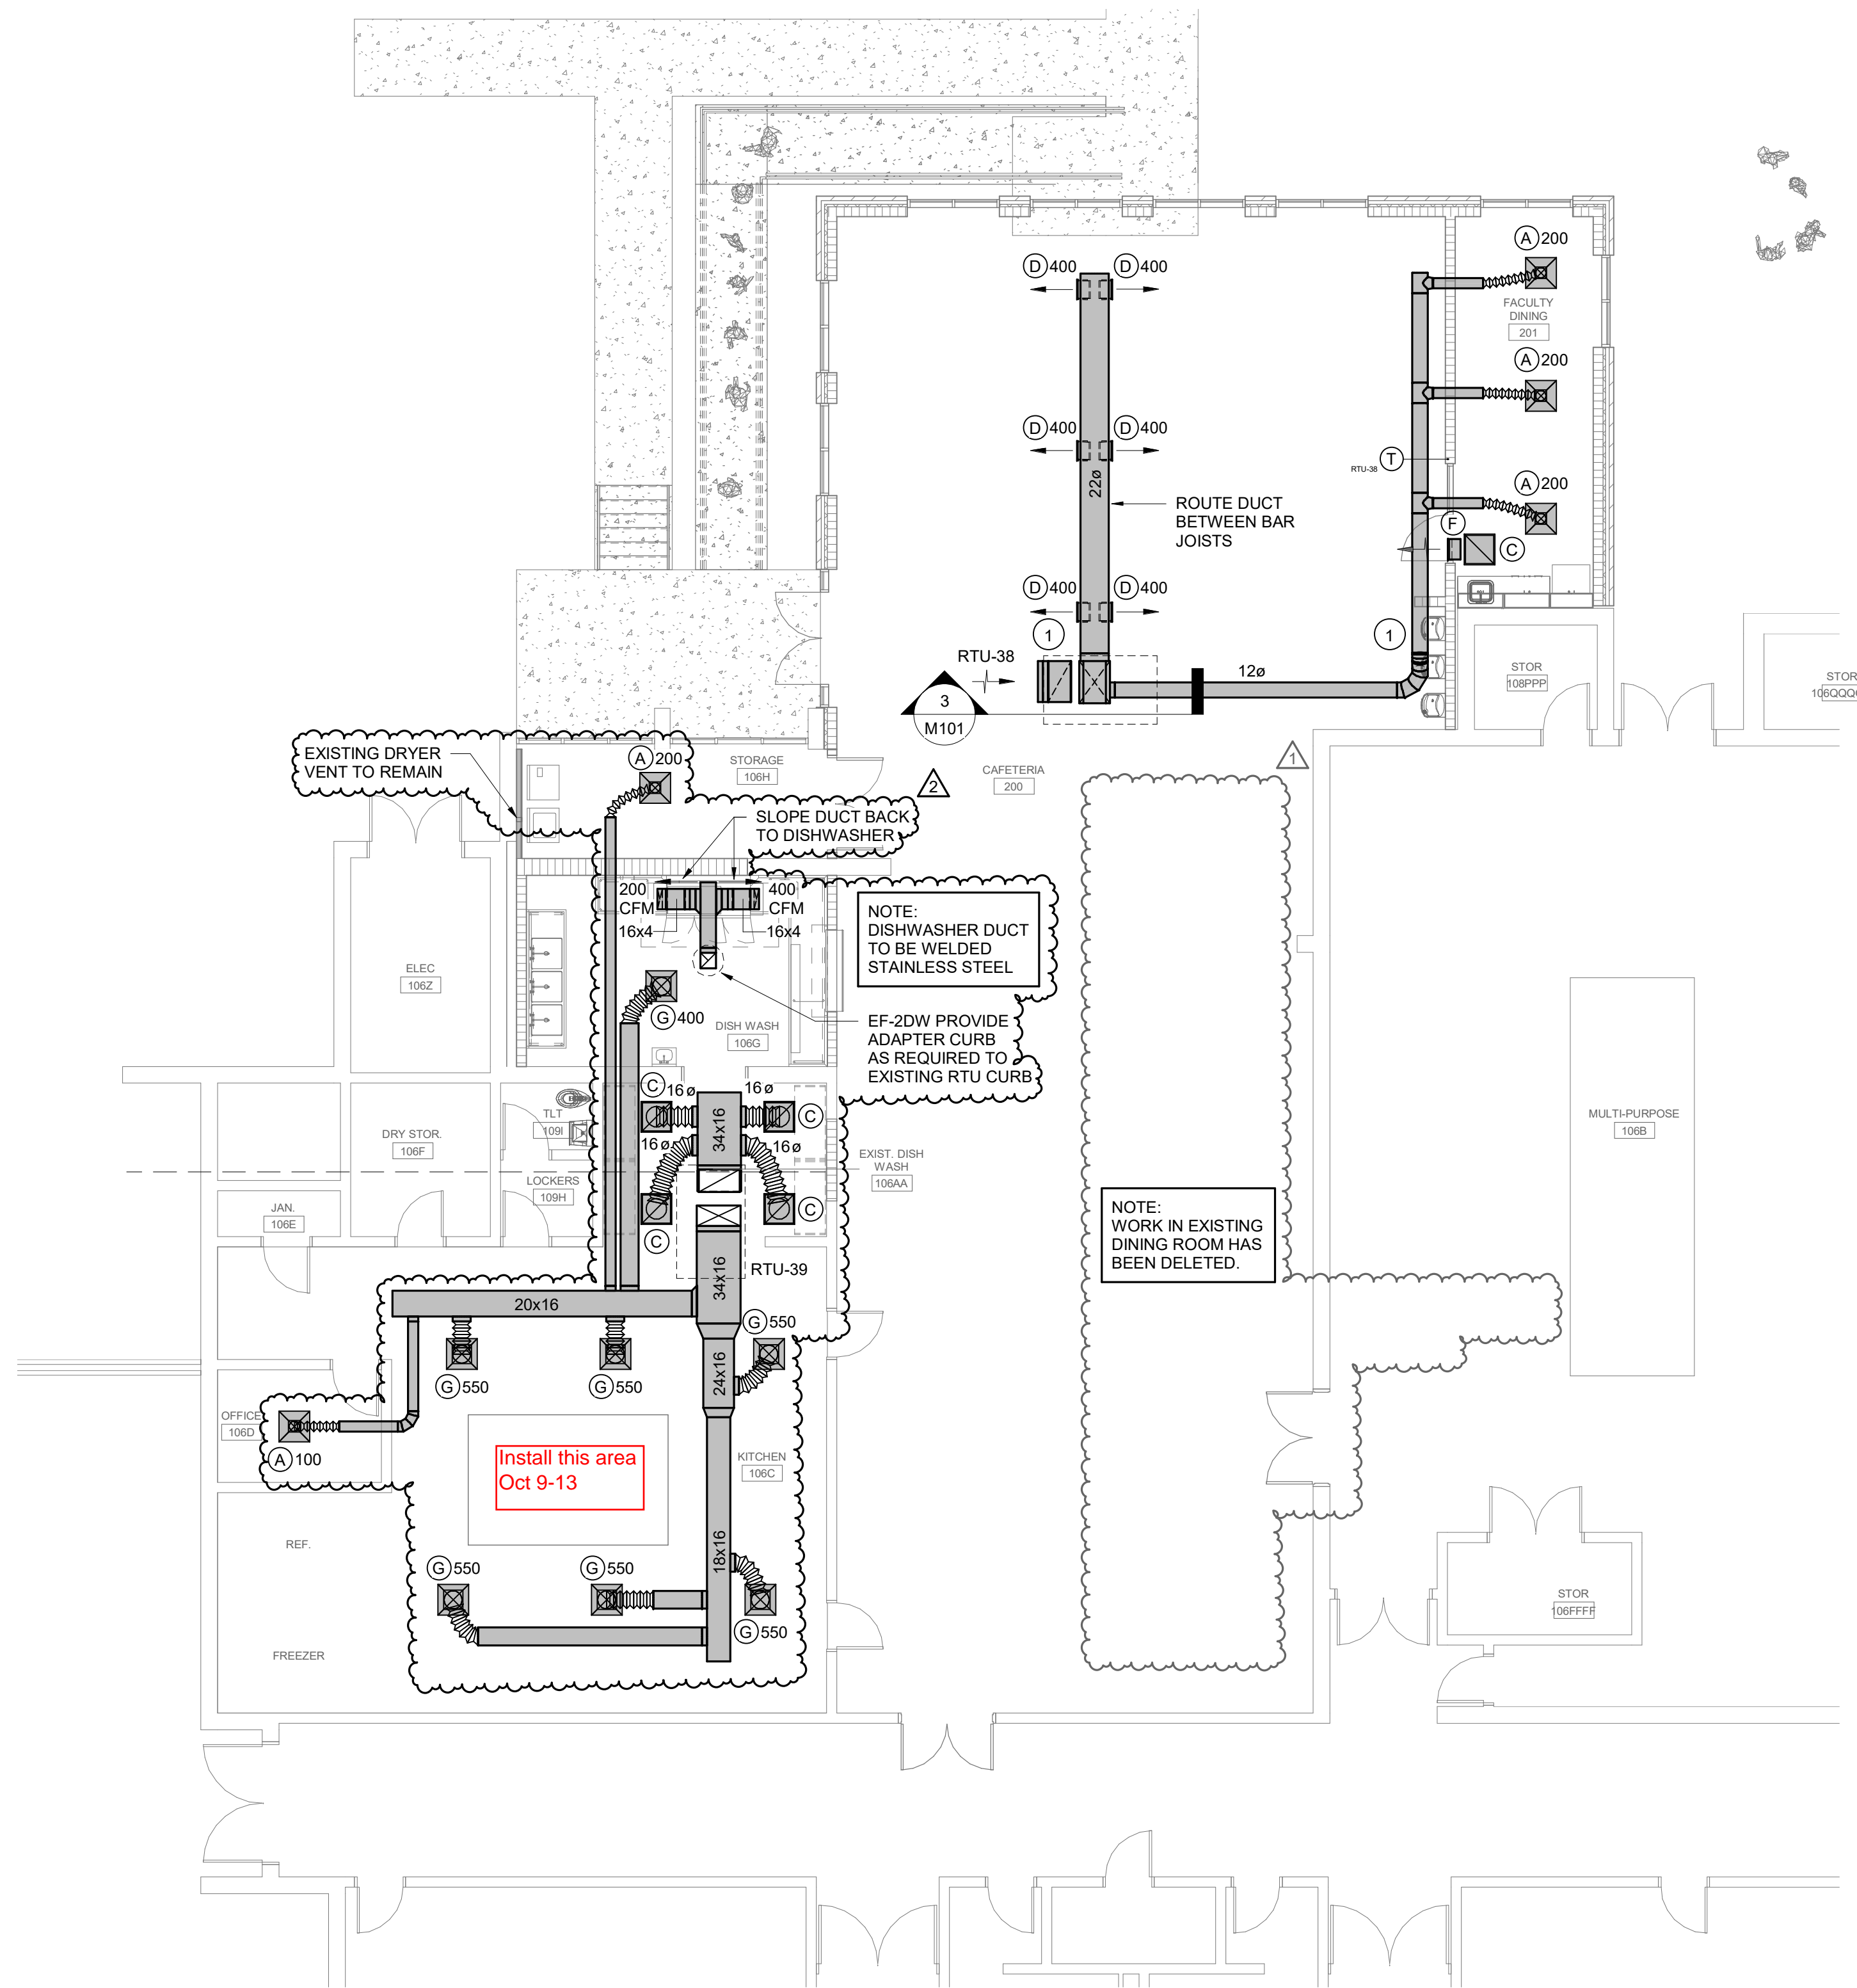 A 200
D 400
D 400
FACULTY
DINING
201
A 200
D 400
D 400
22ø
RTU-38
T
A 200
ROUTE DUCT
BETWEEN BAR
JOISTS
F
C
D 400
D 400
1
1
RTU-38
12ø
3
M101
STOR
108PPP
STOR
EXISTING DRYER
VENT TO REMAIN
A 200
STORAGE
106H
2
CAFETERIA
200
1
SLOPE DUCT BACK
TO DISHWASHER
200
CFM
400
CFM
16x4
16x4
NOTE:
DISHWASHER DUCT
TO BE WELDED
STAINLESS STEEL
ELEC
106Z
G 400
DISH WASH
106G
EF-2DW PROVIDE
ADAPTER CURB
AS REQUIRED TO
EXISTING RTU CURB
C
16ø
16ø
C
TLT
109I
34x16
MULTI-PURPOSE
106B
DRY STOR.
106F
16ø
16ø
EXIST. DISH
WASH
106AA
LOCKERS
109H
JAN.
106E
C
C
NOTE:
WORK IN EXISTING
DINING ROOM HAS
BEEN DELETED.
34x16
RTU-39
20x16
G 550
G 550
G 550
24x16
OFFICE
106D
A 100
Install this area
Oct 9-13
KITCHEN
106C
REF.
18x16
G 550
G 550
G 550
STOR
106FFFF
FREEZER